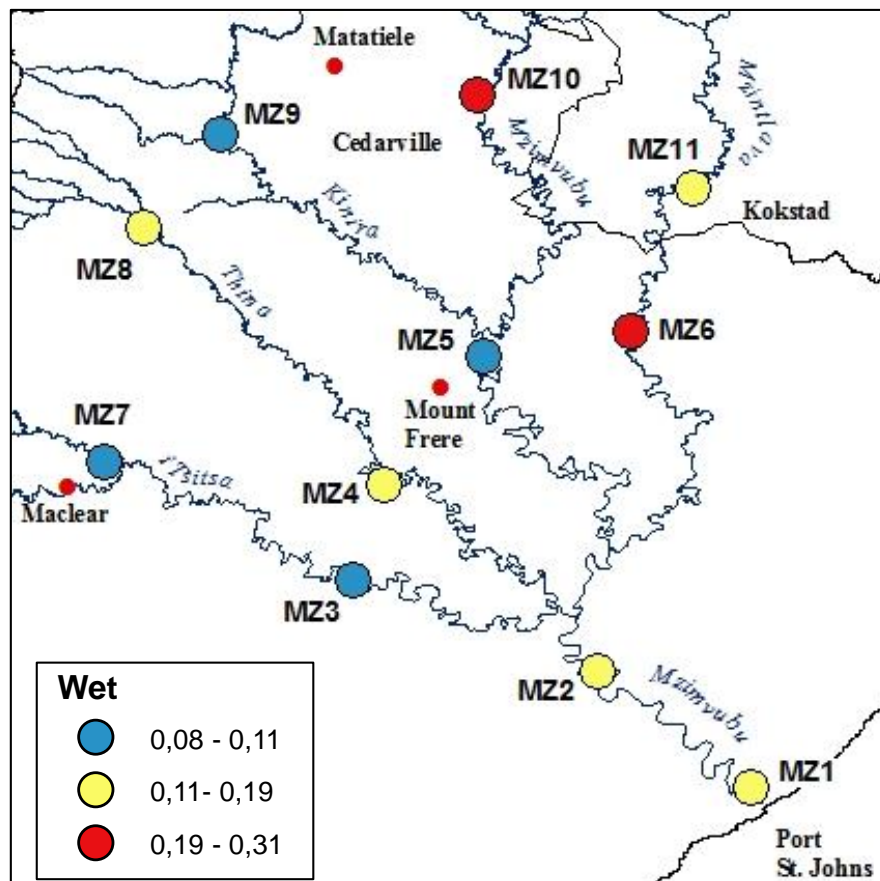 Matatiele
MZ10
MZ9
Cedarville
Mzimvubu
Mzintlava
MZ11
Kinira
Kokstad
MZ8
Thina
MZ5
MZ6
Mount
Frere
MZ7
Tsitsa
MZ4
Maclear
MZ3
MZ2
Mzimvubu
MZ1
Port
St. Johns
Wet
0,08 - 0,11
0,11- 0,19
0,19 - 0,31